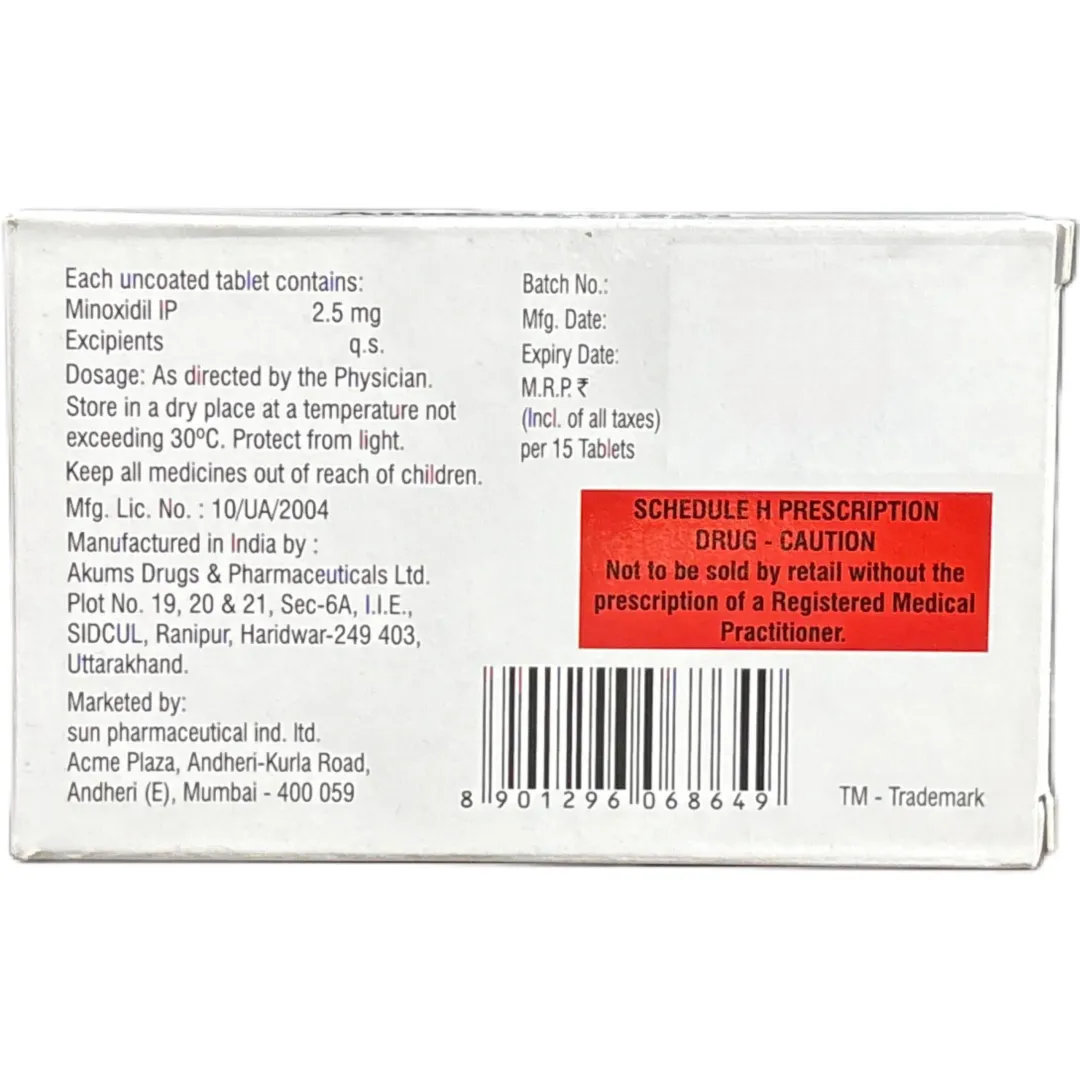 Each uncoated tablet contains:
Minoxidil IP 2.5 mg
Excipients q.s.
Dosage: As directed by the Physician.
Store in a dry place at a temperature not
exceeding 30ºC. Protect from light.
Keep all medicines out of reach of children.
Mfg. Lic. No. : 10/UA/2004
Manufactured in India by :
Akums Drugs & Pharmaceuticals Ltd.
Plot No. 19, 20 & 21, Sec-6A, I.I.E.,
SIDCUL, Ranipur, Haridwar-249 403,
Uttarakhand.
Marketed by:
sun pharmaceutical ind. ltd.
Acme Plaza, Andheri-Kurla Road,
Andheri (E), Mumbai - 400 059
Batch No.:
Mfg. Date:
Expiry Date:
M.R.P. ₹
(Incl. of all taxes)
per 15 Tablets
SCHEDULE H PRESCRIPTION
DRUG - CAUTION
Not to be sold by retail without the
prescription of a Registered Medical
Practitioner.
8 901296 068649
TM - Trademark